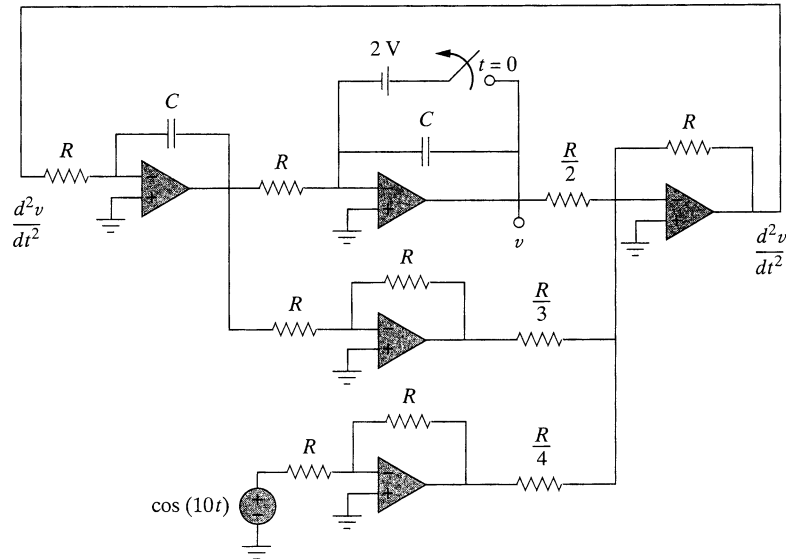 2 V
t = 0
C
C
R
R
R/2
R
d²v/dt²
v
d²v/dt²
R
R
R/3
R
R
R/4
cos (10t)